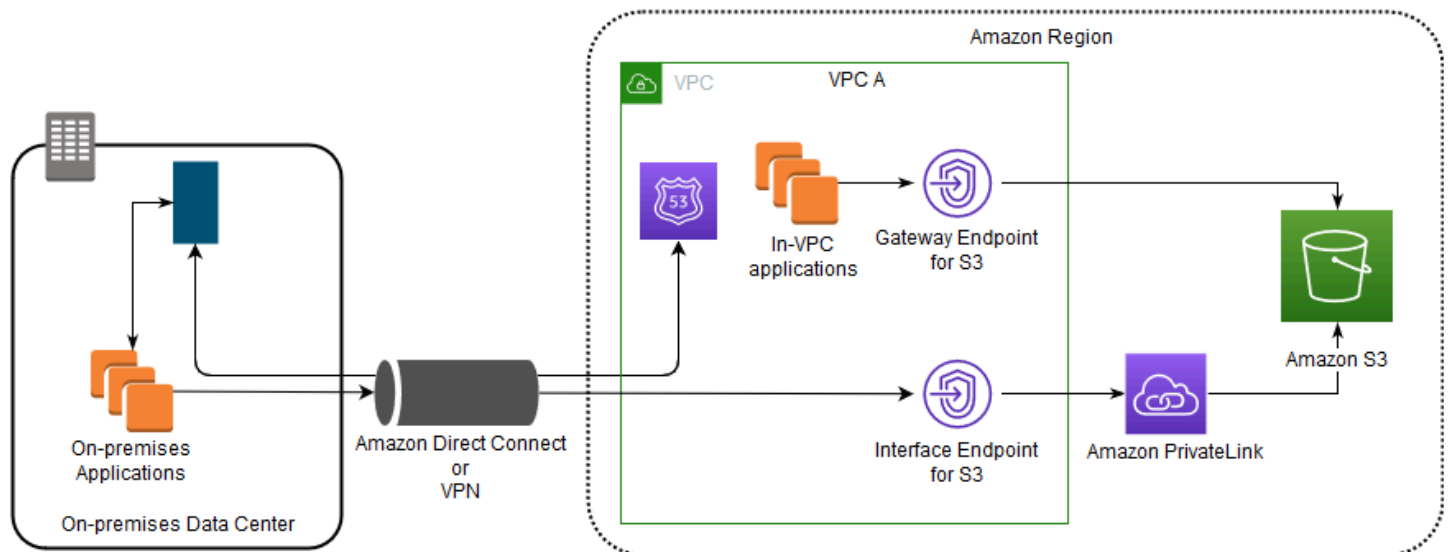 Amazon Region
VPC
VPC A
53
In-VPC
applications
Gateway Endpoint
for S3
Amazon S3
On-premises
Applications
Amazon Direct Connect
or
VPN
Interface Endpoint
for S3
Amazon PrivateLink
On-premises Data Center